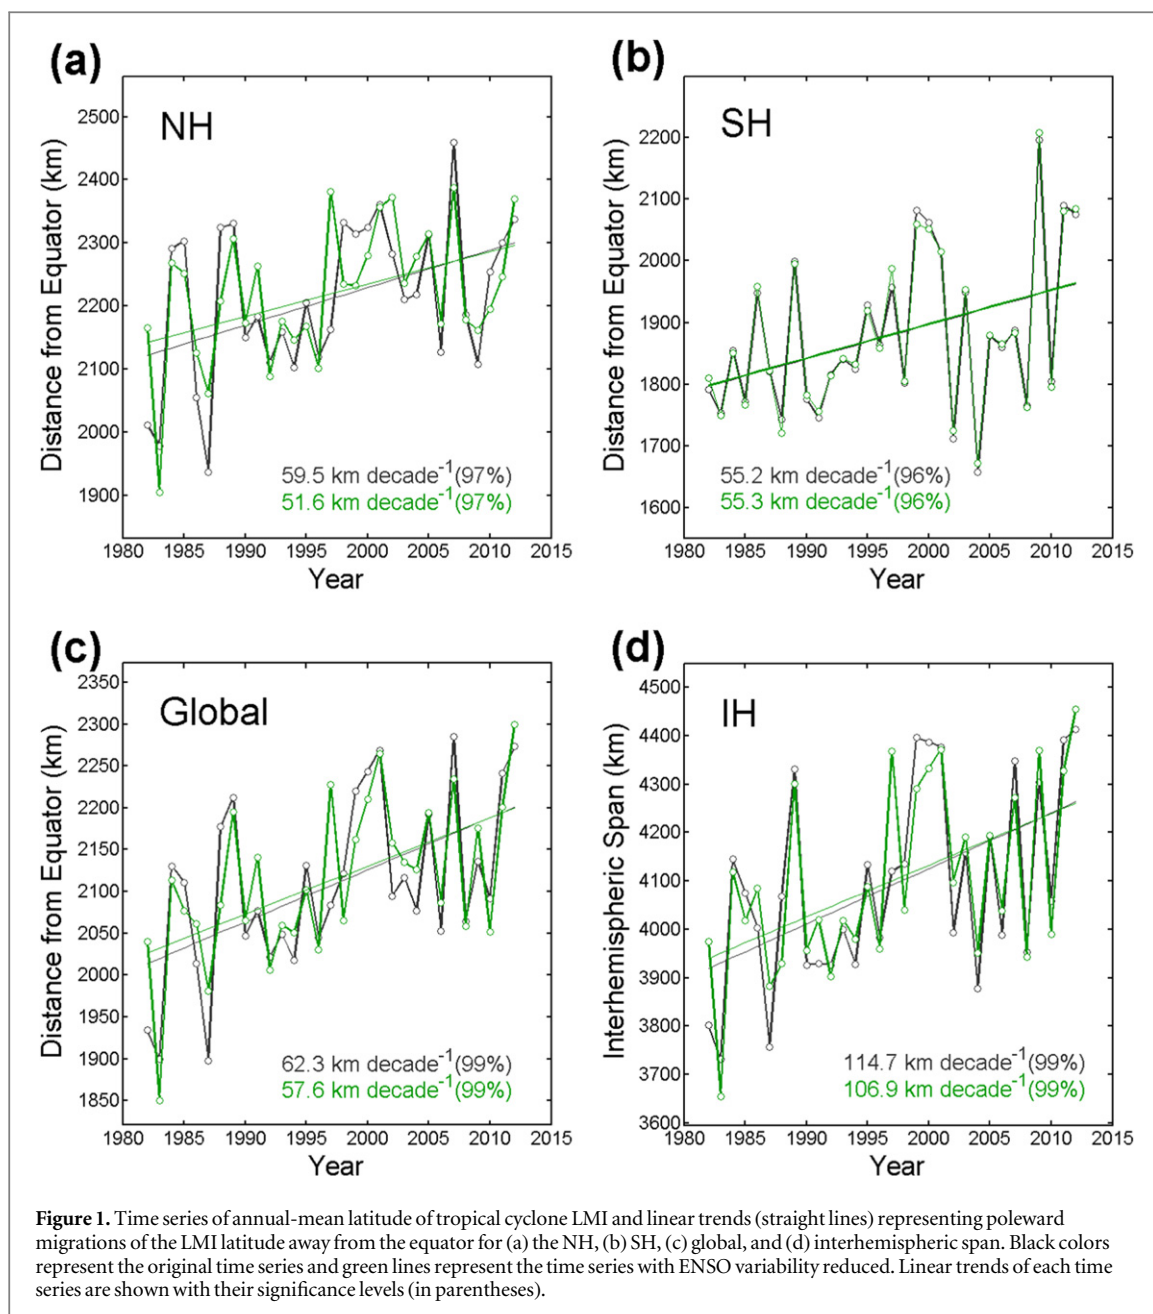 (a)
NH
Distance from Equator (km)
2500
2400
2300
2200
2100
2000
1900
59.5 km decade⁻¹(97%)
51.6 km decade⁻¹(97%)
1980 1985 1990 1995 2000 2005 2010 2015
Year
(b)
SH
Distance from Equator (km)
2200
2100
2000
1900
1800
1700
1600
55.2 km decade⁻¹(96%)
55.3 km decade⁻¹(96%)
1980 1985 1990 1995 2000 2005 2010 2015
Year
(c)
Global
Distance from Equator (km)
2350
2300
2250
2200
2150
2100
2050
2000
1950
1900
1850
62.3 km decade⁻¹(99%)
57.6 km decade⁻¹(99%)
1980 1985 1990 1995 2000 2005 2010 2015
Year
(d)
IH
Interhemispheric Span (km)
4500
4400
4300
4200
4100
4000
3900
3800
3700
3600
114.7 km decade⁻¹(99%)
106.9 km decade⁻¹(99%)
1980 1985 1990 1995 2000 2005 2010 2015
Year
Figure 1. Time series of annual-mean latitude of tropical cyclone LMI and linear trends (straight lines) representing poleward
migrations of the LMI latitude away from the equator for (a) the NH, (b) SH, (c) global, and (d) interhemispheric span. Black colors
represent the original time series and green lines represent the time series with ENSO variability reduced. Linear trends of each time
series are shown with their significance levels (in parentheses).